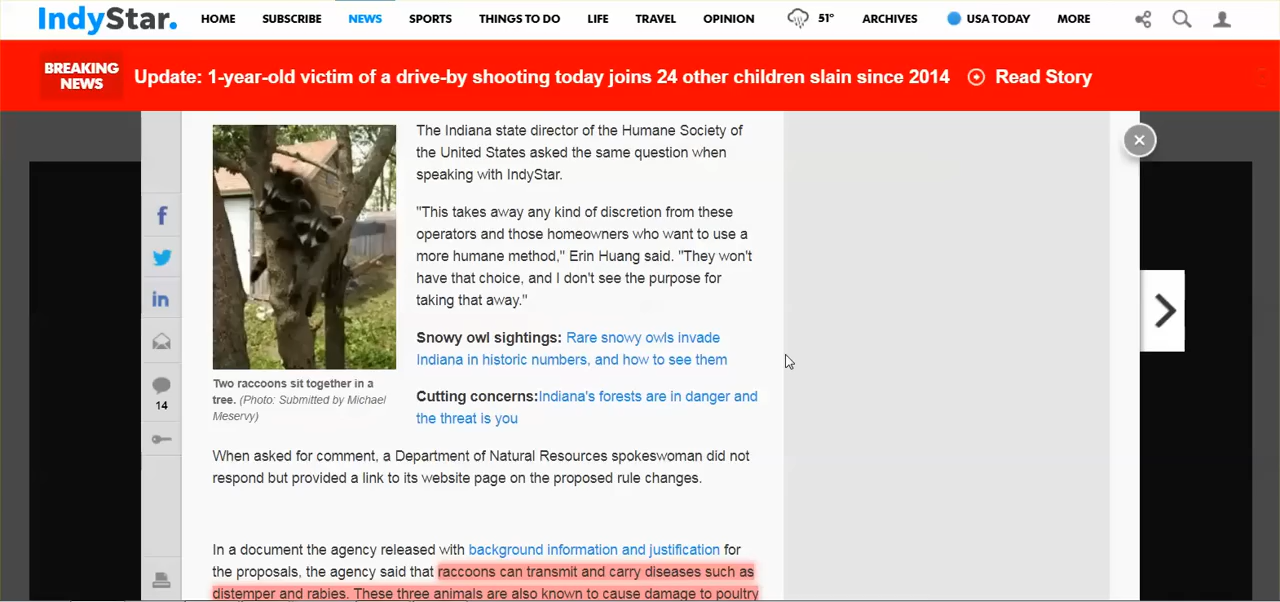 IndyStar.
HOME SUBSCRIBE NEWS SPORTS THINGS TO DO LIFE TRAVEL OPINION 51° ARCHIVES USA TODAY MORE
BREAKING
NEWS
Update: 1-year-old victim of a drive-by shooting today joins 24 other children slain since 2014 Read Story
f
in
14
Two raccoons sit together in a
tree. (Photo: Submitted by Michael
Meservy)
The Indiana state director of the Humane Society of
the United States asked the same question when
speaking with IndyStar.
"This takes away any kind of discretion from these
operators and those homeowners who want to use a
more humane method," Erin Huang said. "They won't
have that choice, and I don't see the purpose for
taking that away."
Snowy owl sightings: Rare snowy owls invade
Indiana in historic numbers, and how to see them
Cutting concerns:Indiana's forests are in danger and
the threat is you
When asked for comment, a Department of Natural Resources spokeswoman did not
respond but provided a link to its website page on the proposed rule changes.
In a document the agency released with background information and justification for
the proposals, the agency said that raccoons can transmit and carry diseases such as
distemper and rabies. These three animals are also known to cause damage to poultry